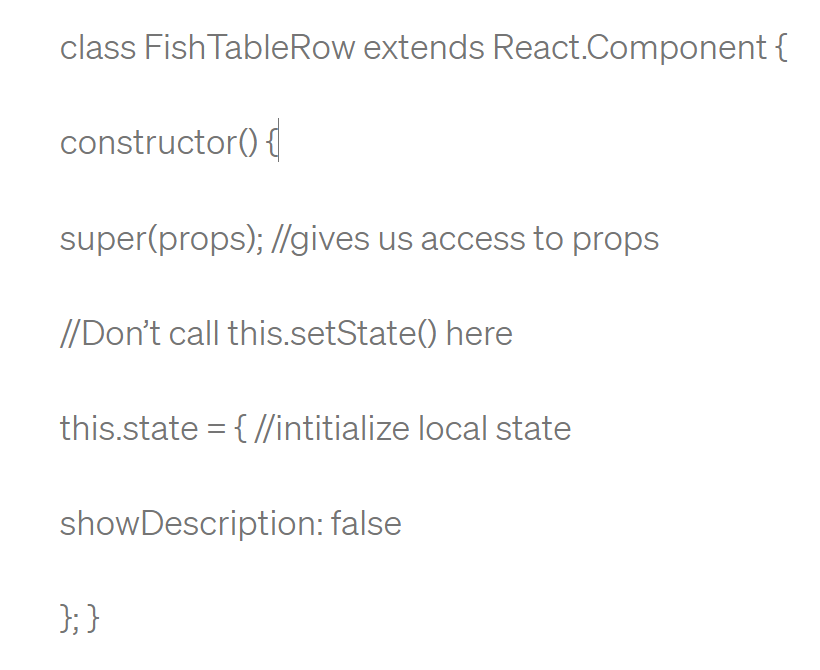 class FishTableRow extends React.Component {
constructor() {
super(props); //gives us access to props
//Don’t call this.setState() here
this.state = { //intitialize local state
showDescription: false
}; }